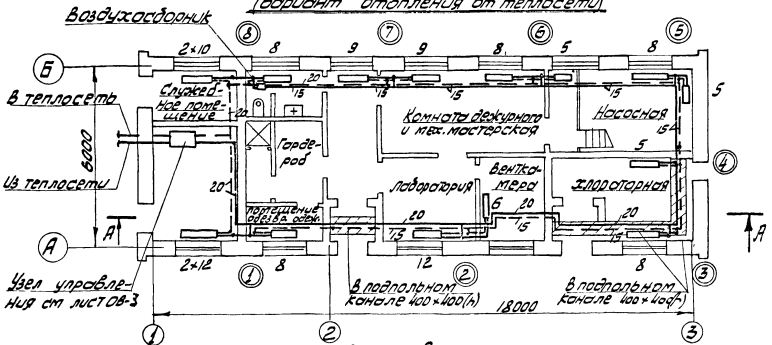 (вариант отопления от теплосети)
Воздухосборник
8
7
6
5
2×10
8
9
9
8
5
8
Б
20
15
15
15
15
Служеб-
ное поме-
щение
Комната дежурного
и мех. мастерская
Насосная
5
В теплосеть
20
15
6000
Гарде-
роб
5
4
Из теплосети
20
Лаборатория
Вентка-
мера
Хлораторная
6
20
20
20
15
15
15
А
А
А
Помещение
обезвр. одеж.
2×12
8
12
8
1
2
3
Узел управле-
ния см лист ОВ-3
В подпольном
канале 400×400(h)
В подпольном
канале 400×400(h)
18000
1
2
3